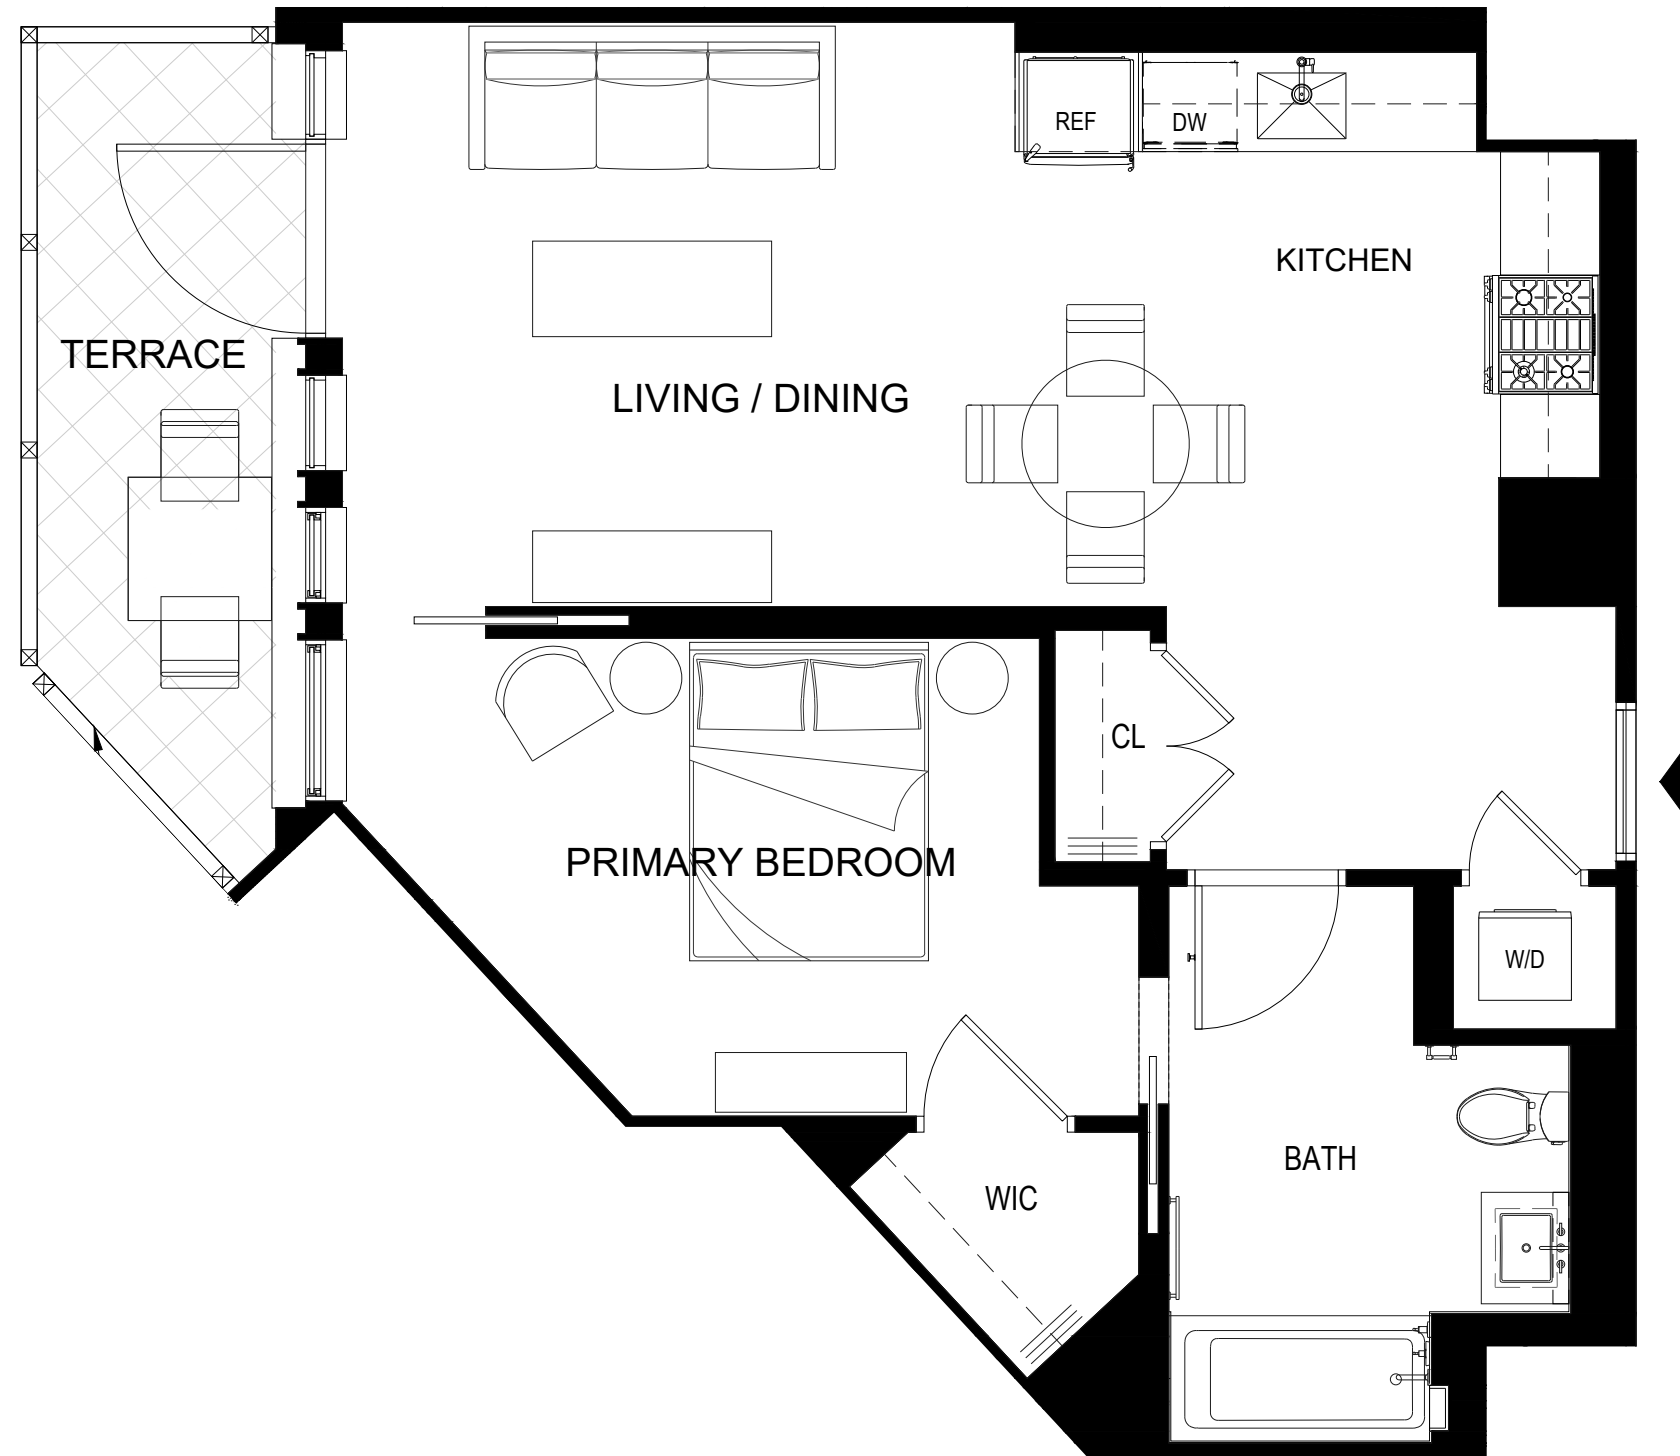 REF
DW
KITCHEN
TERRACE
LIVING / DINING
CL
PRIMARY BEDROOM
W/D
BATH
WIC